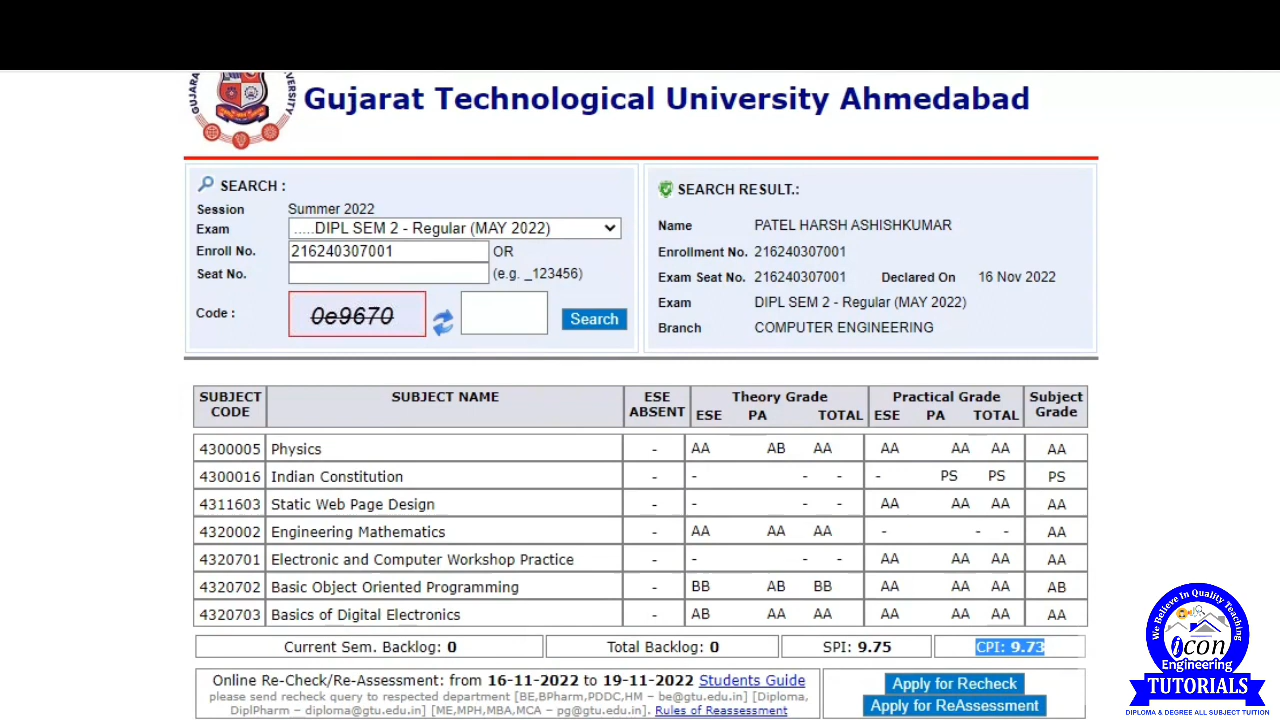 GUJARA
UNIVERSITY
Gujarat Technological University Ahmedabad
SEARCH :
Session Summer 2022
Exam .....DIPL SEM 2 - Regular (MAY 2022)
Enroll No. 216240307001 OR
Seat No. (e.g. _123456)
Code : 0e9670 Search
SEARCH RESULT.:
Name PATEL HARSH ASHISHKUMAR
Enrollment No. 216240307001
Exam Seat No. 216240307001 Declared On 16 Nov 2022
Exam DIPL SEM 2 - Regular (MAY 2022)
Branch COMPUTER ENGINEERING
SUBJECT CODE SUBJECT NAME ESE ABSENT Theory Grade ESE PA TOTAL Practical Grade ESE PA TOTAL Subject Grade
4300005 Physics - AA AB AA AA AA AA AA
4300016 Indian Constitution - - - - - PS PS PS
4311603 Static Web Page Design - - - - AA AA AA AA
4320002 Engineering Mathematics - AA AA AA - - - AA
4320701 Electronic and Computer Workshop Practice - - - - AA AA AA AA
4320702 Basic Object Oriented Programming - BB AB BB AA AA AA AB
4320703 Basics of Digital Electronics - AB AA AA AA AA AA AA
Current Sem. Backlog: 0 Total Backlog: 0 SPI: 9.75 CPI: 9.73
Online Re-Check/Re-Assessment: from 16-11-2022 to 19-11-2022 Students Guide
please send recheck query to respected department [BE,BPharm,PDDC,HM – be@gtu.edu.in] [Diploma,
DiplPharm – diploma@gtu.edu.in] [ME,MPH,MBA,MCA – pg@gtu.edu.in]. Rules of Reassessment
Apply for Recheck
Apply for ReAssessment
We Believe In Quality Teaching
icon
Engineering
TUTORIALS
DIPLOMA & DEGREE ALL SUBJECT TUITION